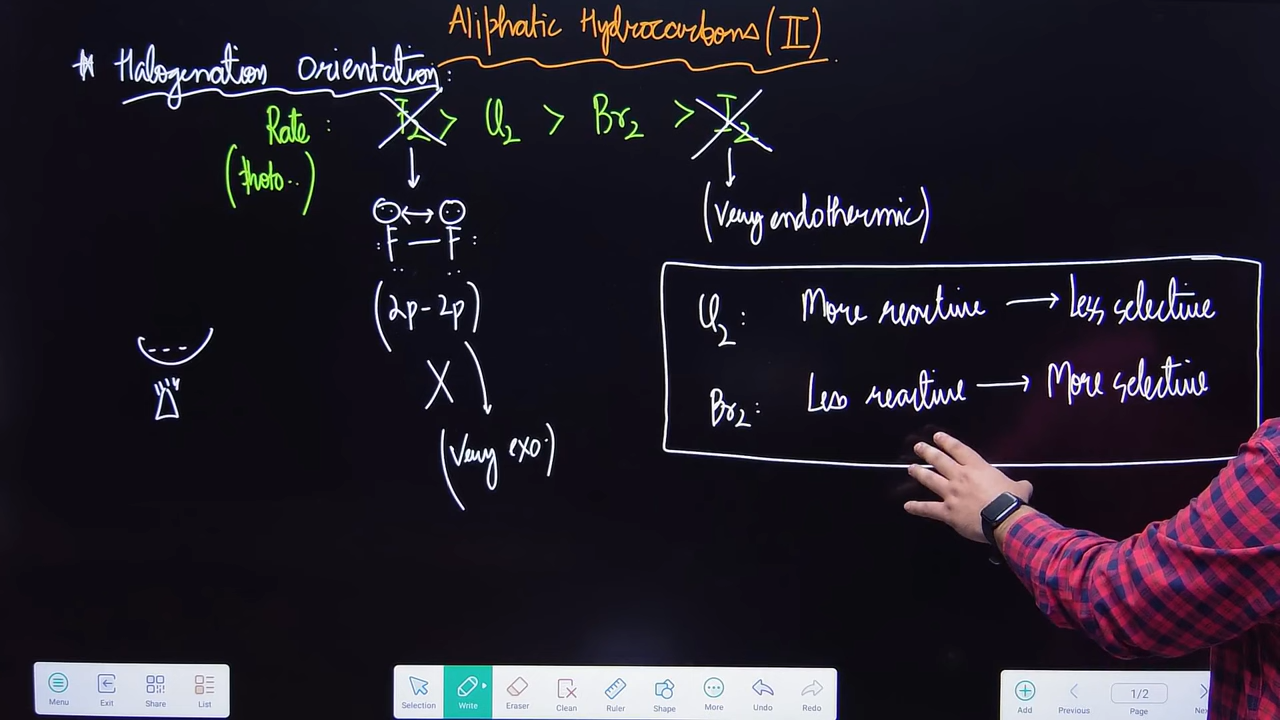 Aliphatic Hydrocarbons (II)
* Halogenation Orientation:
Rate : F2 > Cl2 > Br2 > I2
(Photo..)
(Very endothermic)
:F—F:
(2p-2p)
X
(Very exo.)
Cl2: More reactive → Less selective
Br2: Less reactive → More selective
Menu Exit Share List
Selection Write Eraser Clean Ruler Shape More Undo Redo
Add Previous 1/2 Page